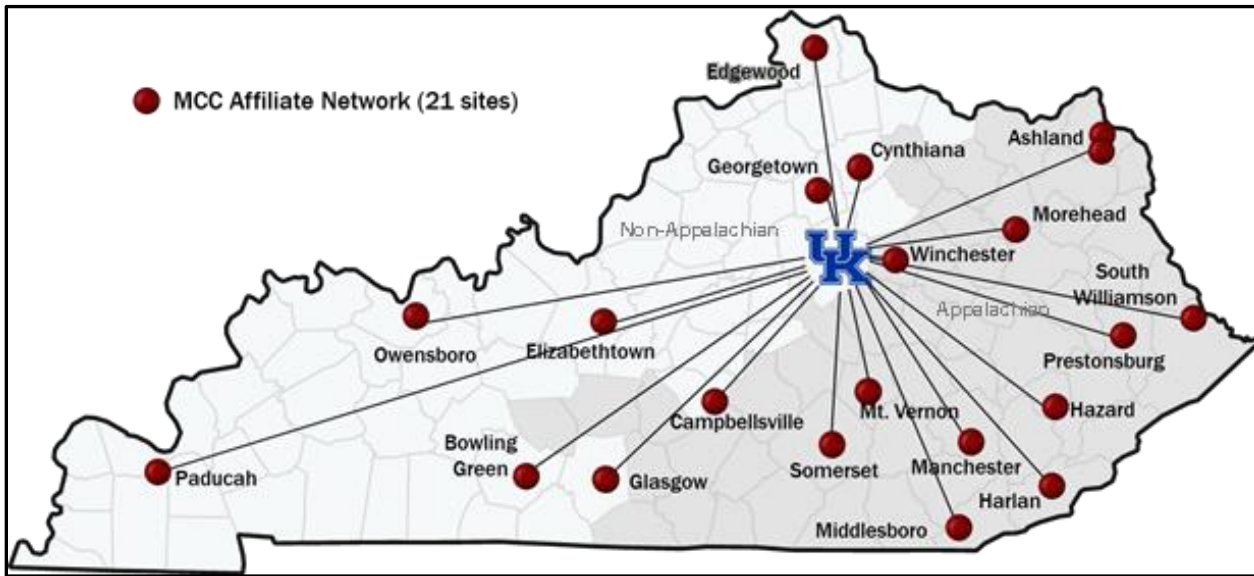 Edgewood
MCC Affiliate Network (21 sites)
Ashland
Cynthiana
Georgetown
Morehead
Non-Appalachian
UK
Winchester
South
Williamson
Appalachian
Owensboro
Elizabethtown
Prestonsburg
Campbellsville
Mt. Vernon
Hazard
Bowling
Green
Paducah
Glasgow
Somerset
Manchester
Harlan
Middlesboro